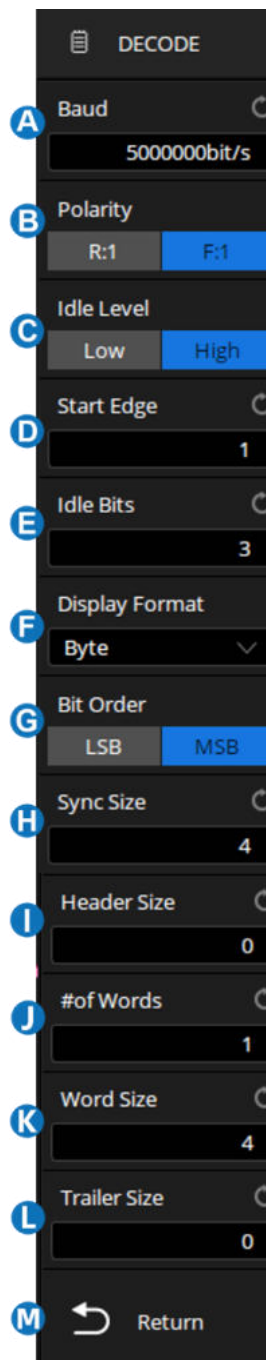 DECODE
A
Baud
5000000bit/s
B
Polarity
R:1 F:1
C
Idle Level
Low High
D
Start Edge
1
E
Idle Bits
3
F
Display Format
Byte
G
Bit Order
LSB MSB
H
Sync Size
4
I
Header Size
0
J
#of Words
1
K
Word Size
4
L
Trailer Size
0
M
Return